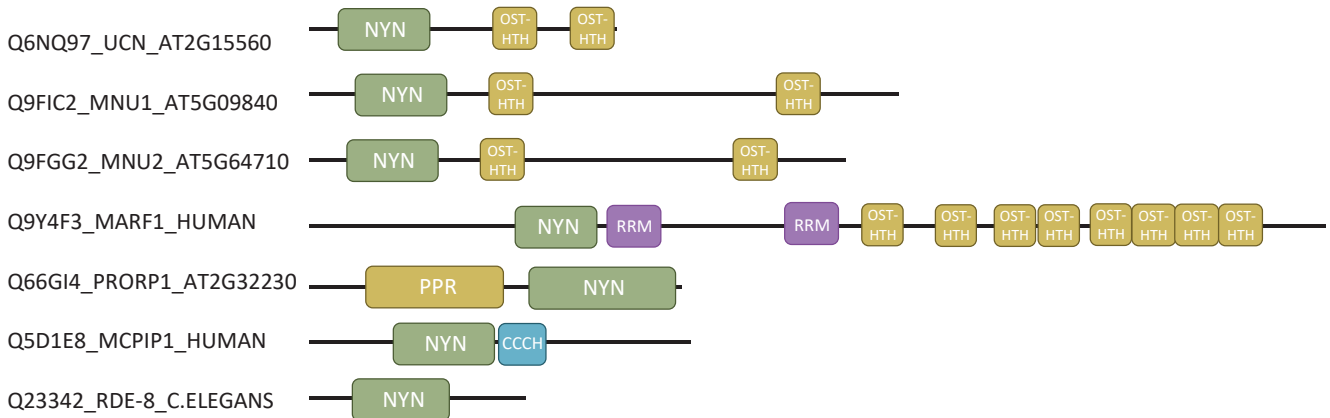 Q6NQ97_UCN_AT2G15560 NYN OST-HTH OST-HTH
Q9FIC2_MNU1_AT5G09840 NYN OST-HTH OST-HTH
Q9FGG2_MNU2_AT5G64710 NYN OST-HTH OST-HTH
Q9Y4F3_MARF1_HUMAN NYN RRM RRM OST-HTH OST-HTH OST-HTH OST-HTH OST-HTH OST-HTH OST-HTH OST-HTH
Q66GI4_PRORP1_AT2G32230 PPR NYN
Q5D1E8_MCPIP1_HUMAN NYN CCCH
Q23342_RDE-8_C.ELEGANS NYN